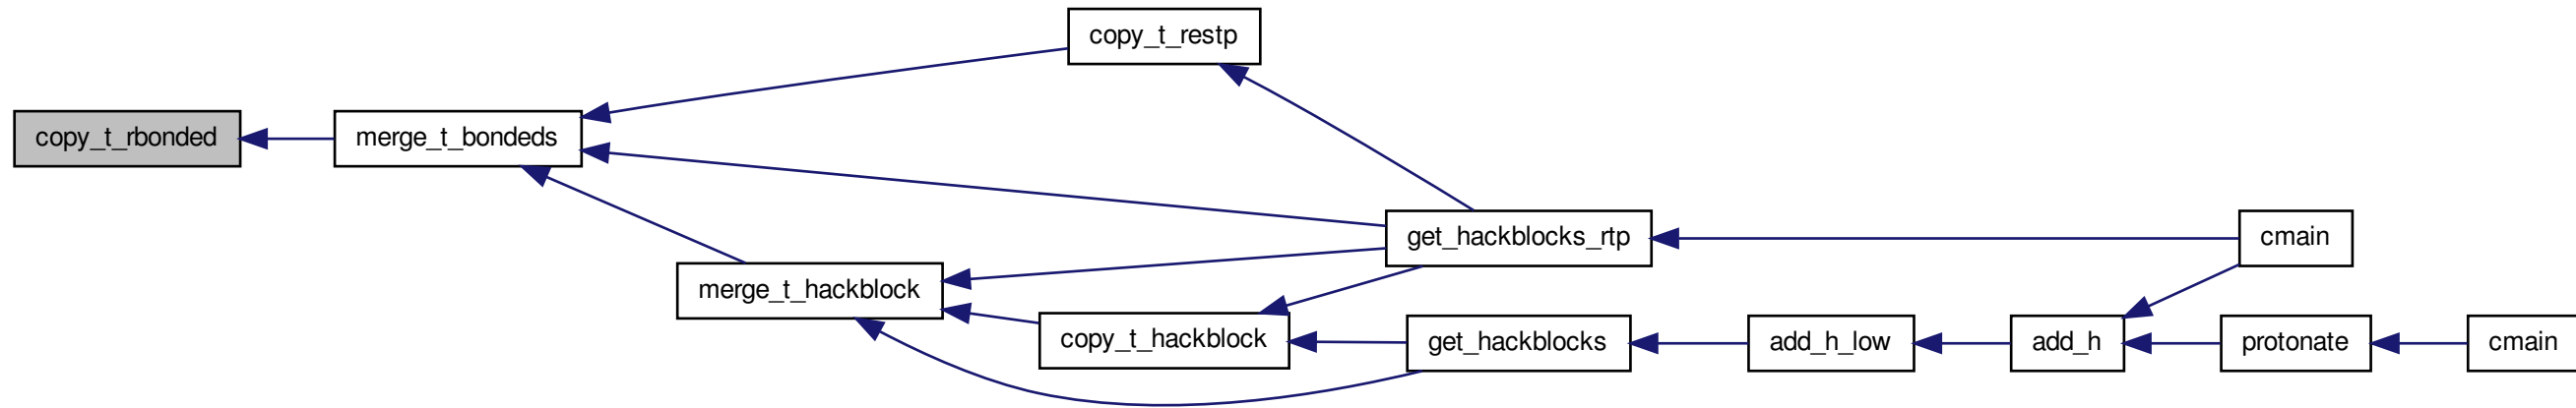 copy_t_restp
copy_t_rbonded
merge_t_bondeds
get_hackblocks_rtp
cmain
merge_t_hackblock
copy_t_hackblock
get_hackblocks
add_h_low
add_h
protonate
cmain